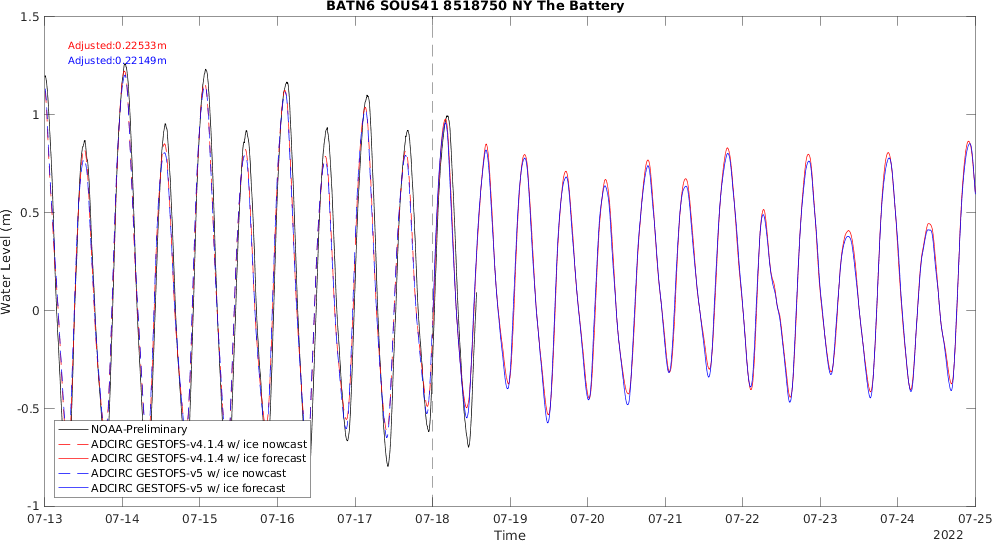 BATN6 SOUS41 8518750 NY The Battery
1.5
Adjusted:0.22533m
Adjusted:0.22149m
1
0.5
0
-0.5
-1
Water Level (m)
NOAA-Preliminary
ADCIRC GESTOFS-v4.1.4 w/ ice nowcast
ADCIRC GESTOFS-v4.1.4 w/ ice forecast
ADCIRC GESTOFS-v5 w/ ice nowcast
ADCIRC GESTOFS-v5 w/ ice forecast
07-13 07-14 07-15 07-16 07-17 07-18 07-19 07-20 07-21 07-22 07-23 07-24 07-25
Time
2022